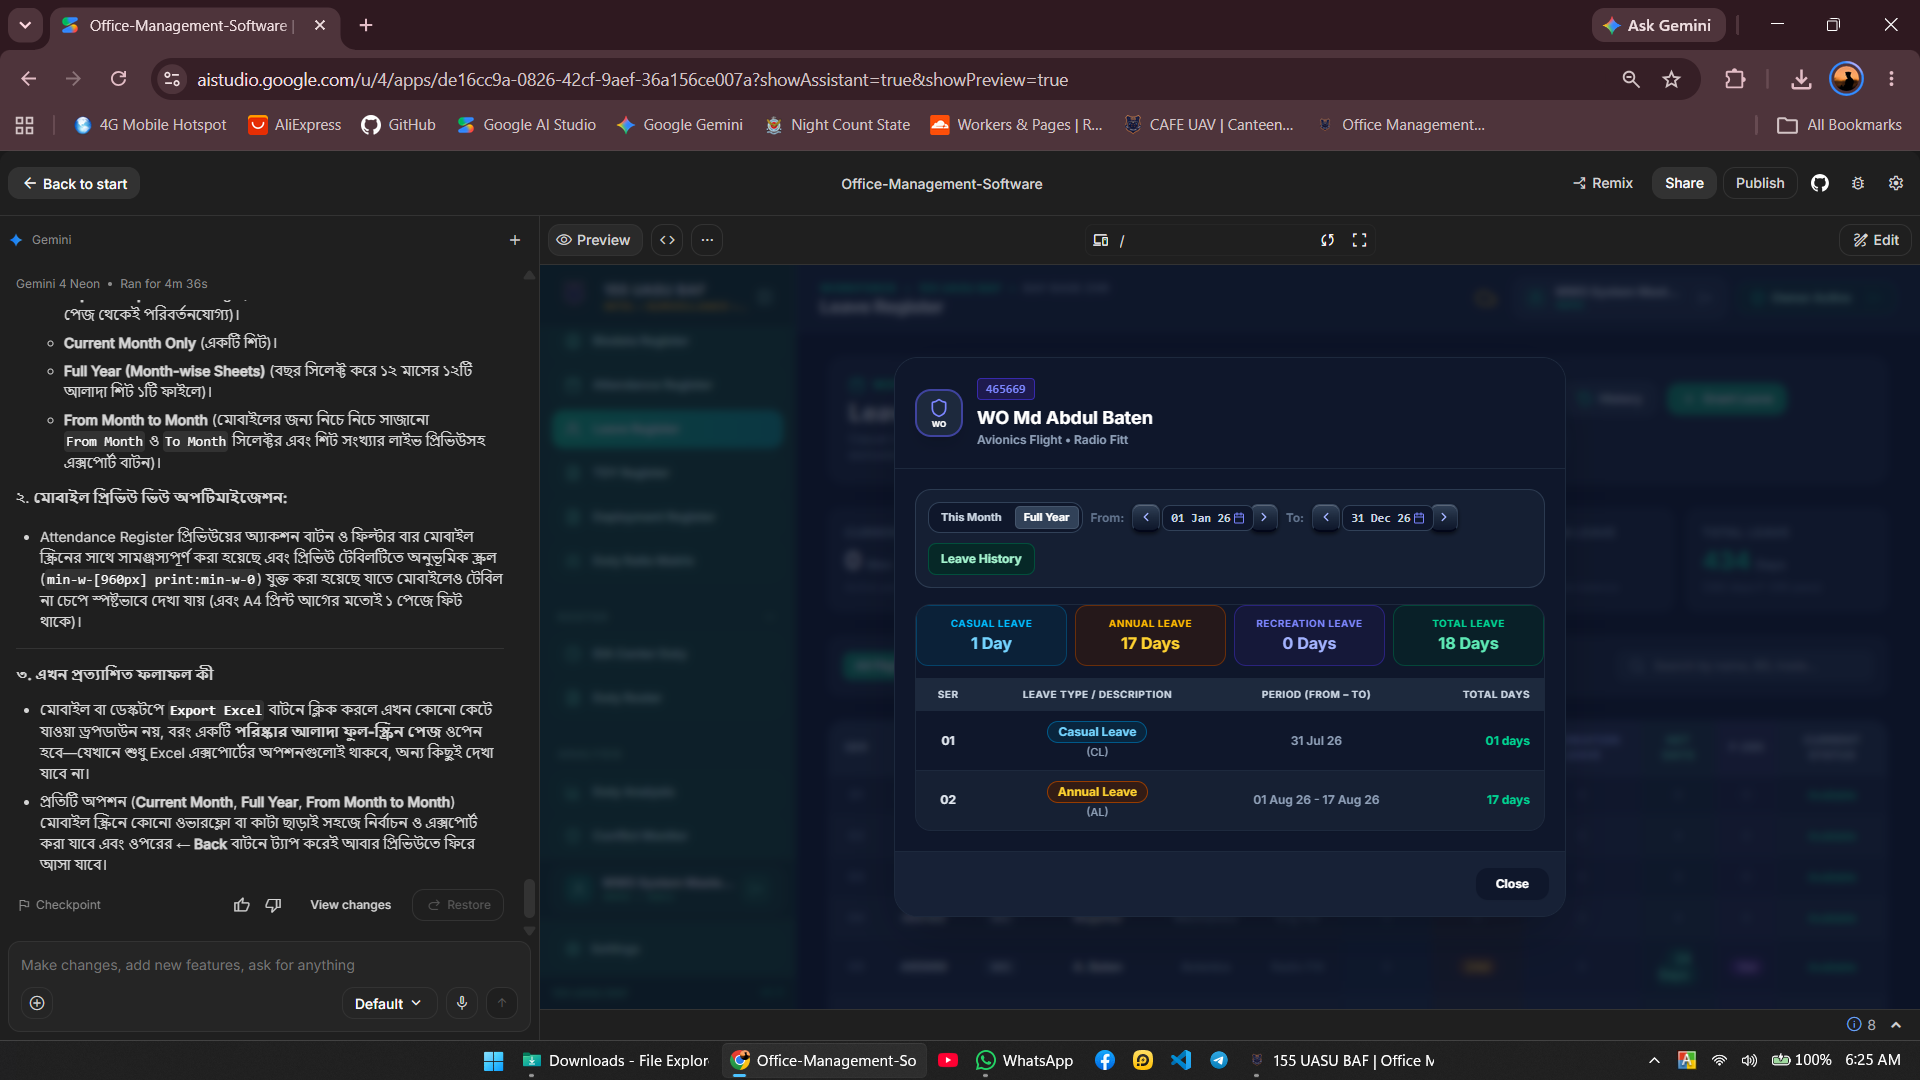 Office-Management-Software |
Ask Gemini
aistudio.google.com/u/4/apps/de16cc9a-0826-42cf-9aef-36a156ce007a?showAssistant=true&showPreview=true
4G Mobile Hotspot
AliExpress
GitHub
Google AI Studio
Google Gemini
Night Count State
Workers & Pages | R...
CAFE UAV | Canteen...
Office Management...
All Bookmarks
Back to start
Office-Management-Software
Remix
Share
Publish
Gemini
Preview
/
Edit
Gemini 4 Neon • Ran for 4m 36s
পেজ থেকেই পরিবর্তনযোগ্য)।
Current Month Only (একটি শিট)।
Full Year (Month-wise Sheets) (বছর সিলেক্ট করে ১২ মাসের ১২টি
আলাদা শিট ১টি ফাইলে)।
From Month to Month (মোবাইলের জন্য নিচে নিচে সাজানো
From Month ও To Month সিলেক্টর এবং শিট সংখ্যার লাইভ প্রিভিউসহ
এক্সপোর্ট বাটন)।
২. মোবাইল প্রিভিউ ভিউ অপটিমাইজেশন:
• Attendance Register প্রিভিউয়ের অ্যাকশন বাটন ও ফিল্টার বার মোবাইল
স্ক্রিনের সাথে সামঞ্জস্যপূর্ণ করা হয়েছে এবং প্রিভিউ টেবিলটিতে অনুভূমিক স্ক্রল
(min-w-[960px] print:min-w-0) যুক্ত করা হয়েছে যাতে মোবাইলেও টেবিল
না চেপে স্পষ্টভাবে দেখা যায় (এবং A4 প্রিন্ট আগের মতোই ১ পেজে ফিট
থাকে)।
৩. এখন প্রত্যাশিত ফলাফল কী
• মোবাইল বা ডেস্কটপে Export Excel বাটনে ক্লিক করলে এখন কোনো কেটে
যাওয়া ড্রপডাউন নয়, বরং একটি পরিষ্কার আলাদা ফুল-স্ক্রিন পেজ ওপেন
হবে—যেখানে শুধু Excel এক্সপোর্টের অপশনগুলোই থাকবে, অন্য কিছুই দেখা
যাবে না।
• প্রতিটি অপশন (Current Month, Full Year, From Month to Month)
মোবাইল স্ক্রিনে কোনো ওভারফ্লো বা কাটা ছাড়াই সহজে নির্বাচন ও এক্সপোর্ট
করা যাবে এবং ওপরের ← Back বাটনে ট্যাপ করেই আবার প্রিভিউতে ফিরে
আসা যাবে।
Checkpoint
View changes
Restore
Make changes, add new features, ask for anything
Default
WO
465669
WO Md Abdul Baten
Avionics Flight • Radio Fitt
This Month
Full Year
From:
01 Jan 26
To:
31 Dec 26
Leave History
CASUAL LEAVE
1 Day
ANNUAL LEAVE
17 Days
RECREATION LEAVE
0 Days
TOTAL LEAVE
18 Days
SER LEAVE TYPE / DESCRIPTION PERIOD (FROM – TO) TOTAL DAYS
01 Casual Leave (CL) 31 Jul 26 01 days
02 Annual Leave (AL) 01 Aug 26 - 17 Aug 26 17 days
Close
8
Downloads - File Explor
Office-Management-So
WhatsApp
155 UASU BAF | Office M
100%
6:25 AM